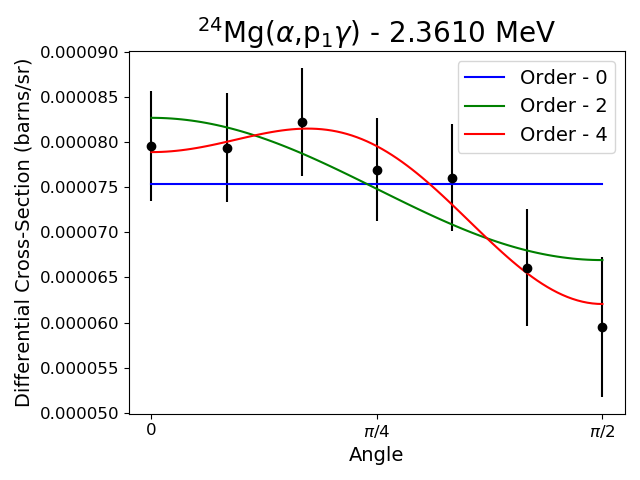 ²⁴Mg(α,p₁γ) - 2.3610 MeV
Differential Cross-Section (barns/sr)
0.000090
0.000085
0.000080
0.000075
0.000070
0.000065
0.000060
0.000055
0.000050
Order - 0
Order - 2
Order - 4
0
π/4
π/2
Angle